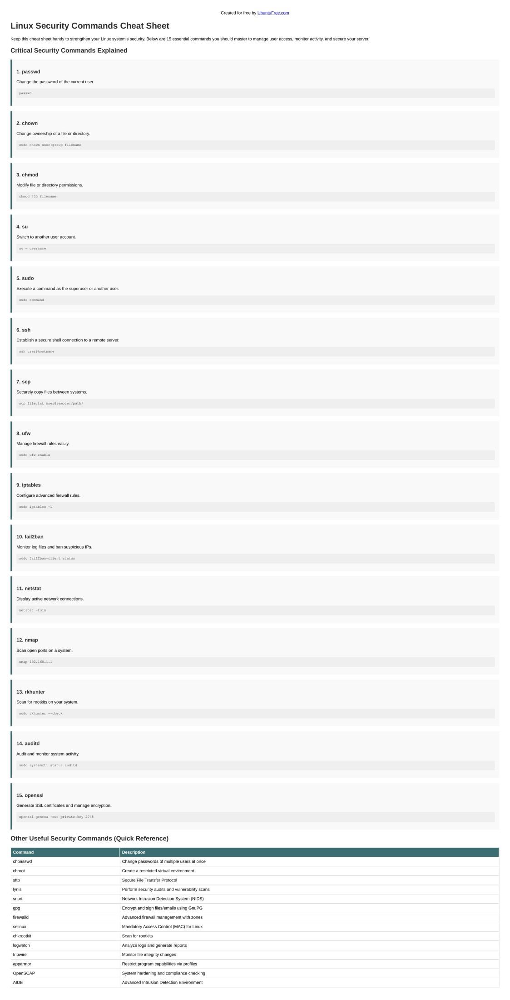 Created for free by UbuntuFree.com
Linux Security Commands Cheat Sheet
Keep this cheat sheet handy to strengthen your Linux system's security. Below are 15 essential commands you should master to manage user access, monitor activity, and secure your server.
Critical Security Commands Explained
1. passwd
Change the password of the current user.
passwd
2. chown
Change ownership of a file or directory.
sudo chown user:group filename
3. chmod
Modify file or directory permissions.
chmod 755 filename
4. su
Switch to another user account.
su - username
5. sudo
Execute a command as the superuser or another user.
sudo command
6. ssh
Establish a secure shell connection to a remote server.
ssh user@hostname
7. scp
Securely copy files between systems.
scp file.txt user@remote:/path/
8. ufw
Manage firewall rules easily.
sudo ufw enable
9. iptables
Configure advanced firewall rules.
sudo iptables -L
10. fail2ban
Monitor log files and ban suspicious IPs.
sudo fail2ban-client status
11. netstat
Display active network connections.
netstat -tuln
12. nmap
Scan open ports on a system.
nmap 192.168.1.1
13. rkhunter
Scan for rootkits on your system.
sudo rkhunter --check
14. auditd
Audit and monitor system activity.
sudo systemctl status auditd
15. openssl
Generate SSL certificates and manage encryption.
openssl genrsa -out private.key 2048
Other Useful Security Commands (Quick Reference)
Command Description
chpasswd Change passwords of multiple users at once
chroot Create a restricted virtual environment
sftp Secure File Transfer Protocol
lynis Perform security audits and vulnerability scans
snort Network Intrusion Detection System (NIDS)
gpg Encrypt and sign files/emails using GnuPG
firewalld Advanced firewall management with zones
selinux Mandatory Access Control (MAC) for Linux
chkrootkit Scan for rootkits
logwatch Analyze logs and generate reports
tripwire Monitor file integrity changes
apparmor Restrict program capabilities via profiles
OpenSCAP System hardening and compliance checking
AIDE Advanced Intrusion Detection Environment